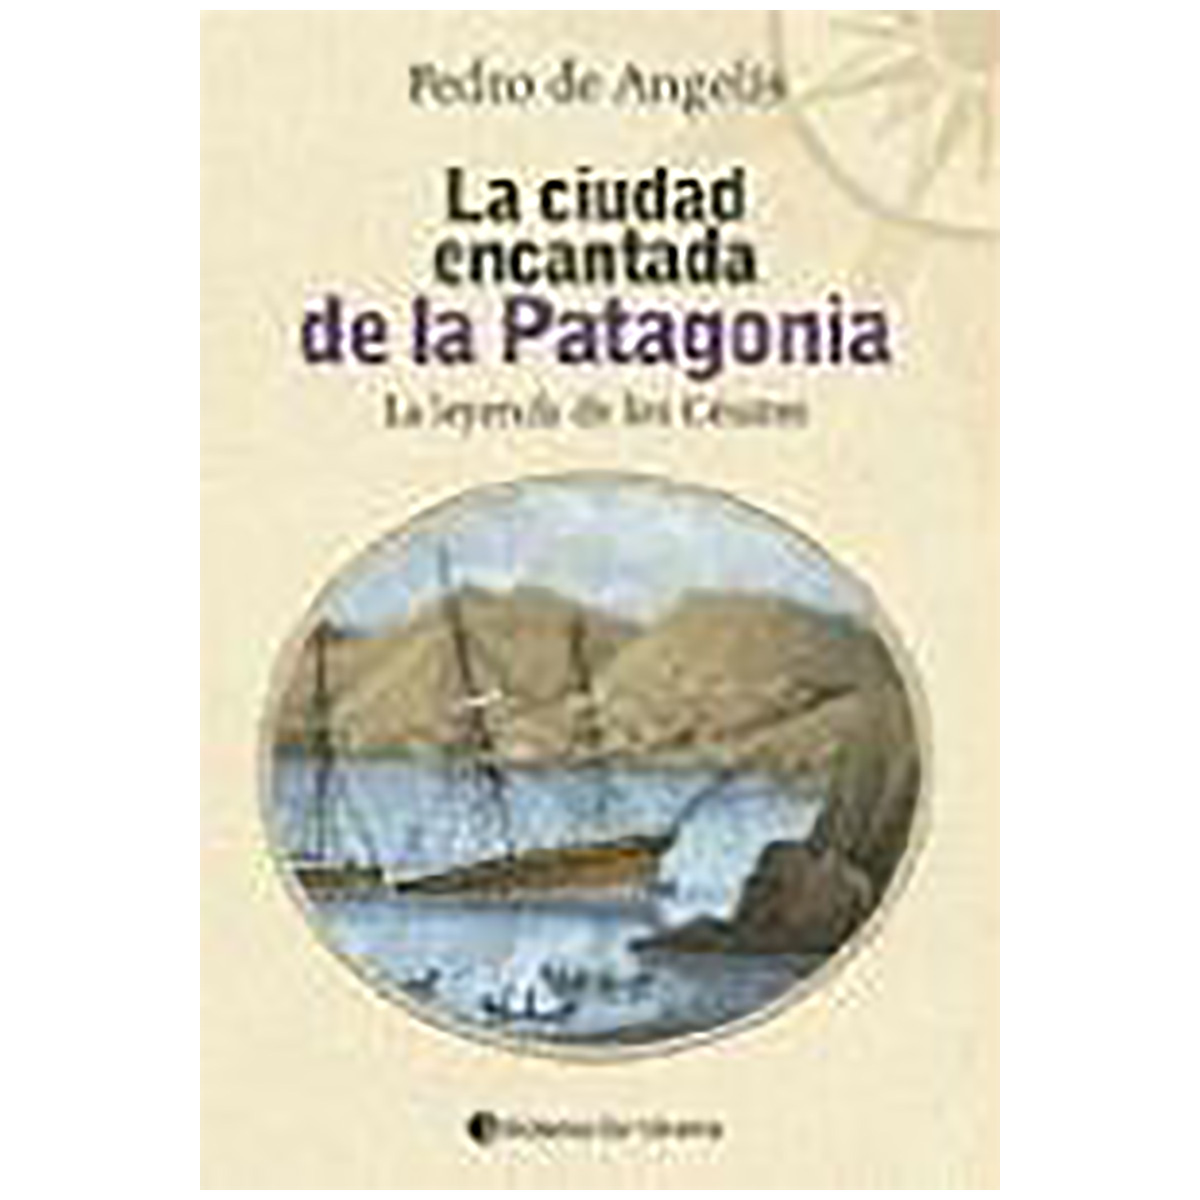 Pedro de Angelis
La ciudad
encantada
de la Patagonia
La leyenda de los Césares